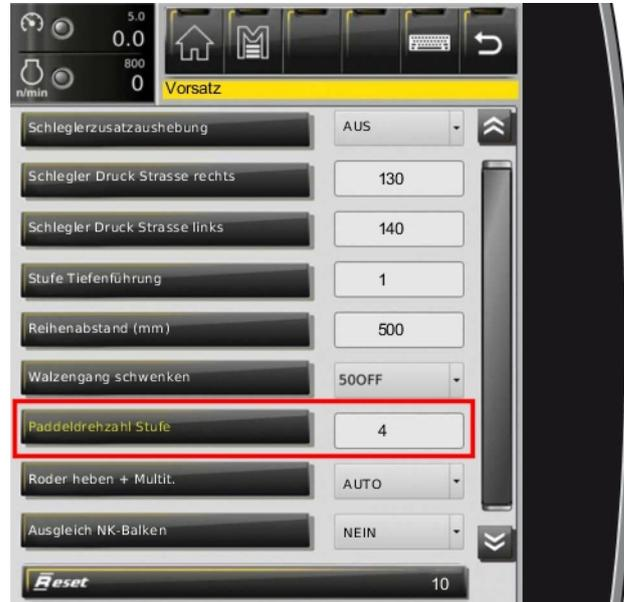 5.0
0.0
800
n/min 0
Vorsatz
Schleglerzusatzaushebung AUS
Schlegler Druck Strasse rechts 130
Schlegler Druck Strasse links 140
Stufe Tiefenführung 1
Reihenabstand (mm) 500
Walzengang schwenken 50OFF
Paddeldrehzahl Stufe 4
Roder heben + Multit. AUTO
Ausgleich NK-Balken NEIN
Reset 10